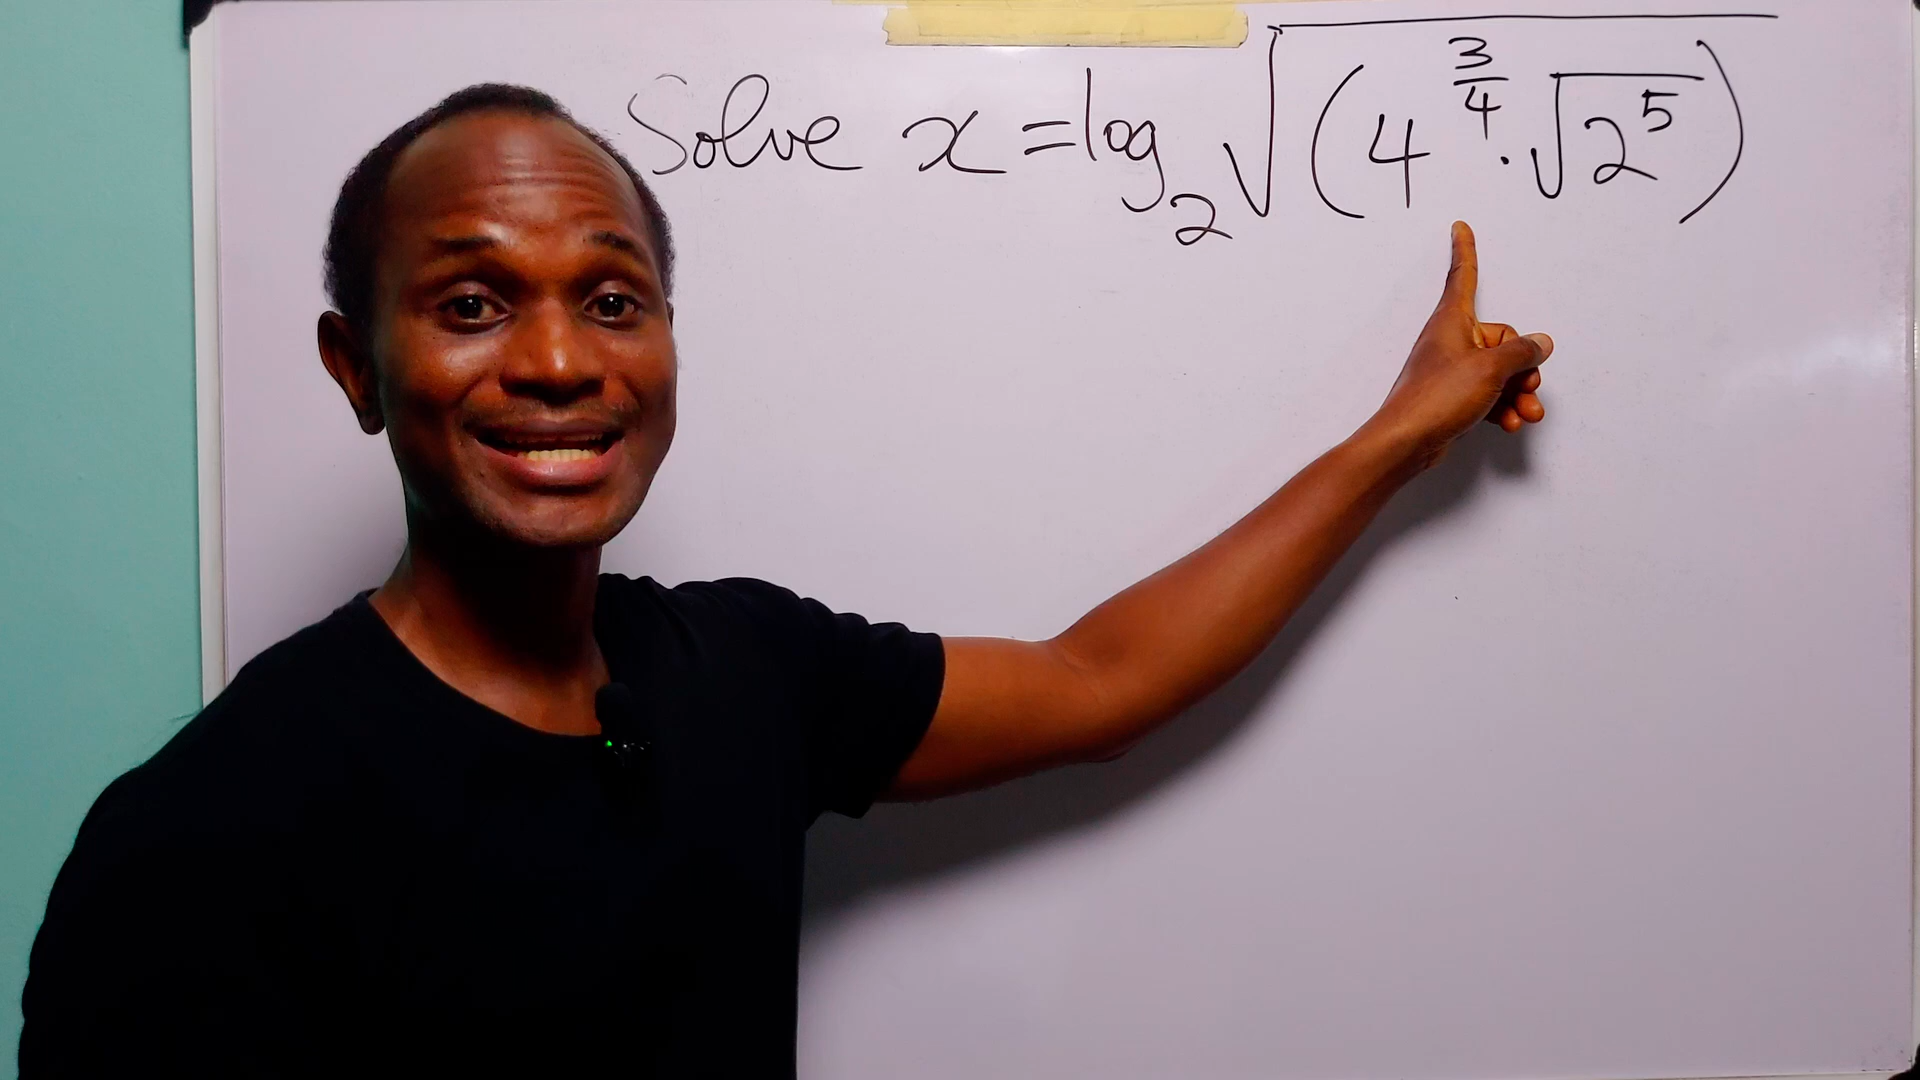 Solve x = log₂√(4^(3/4) · √2⁵)